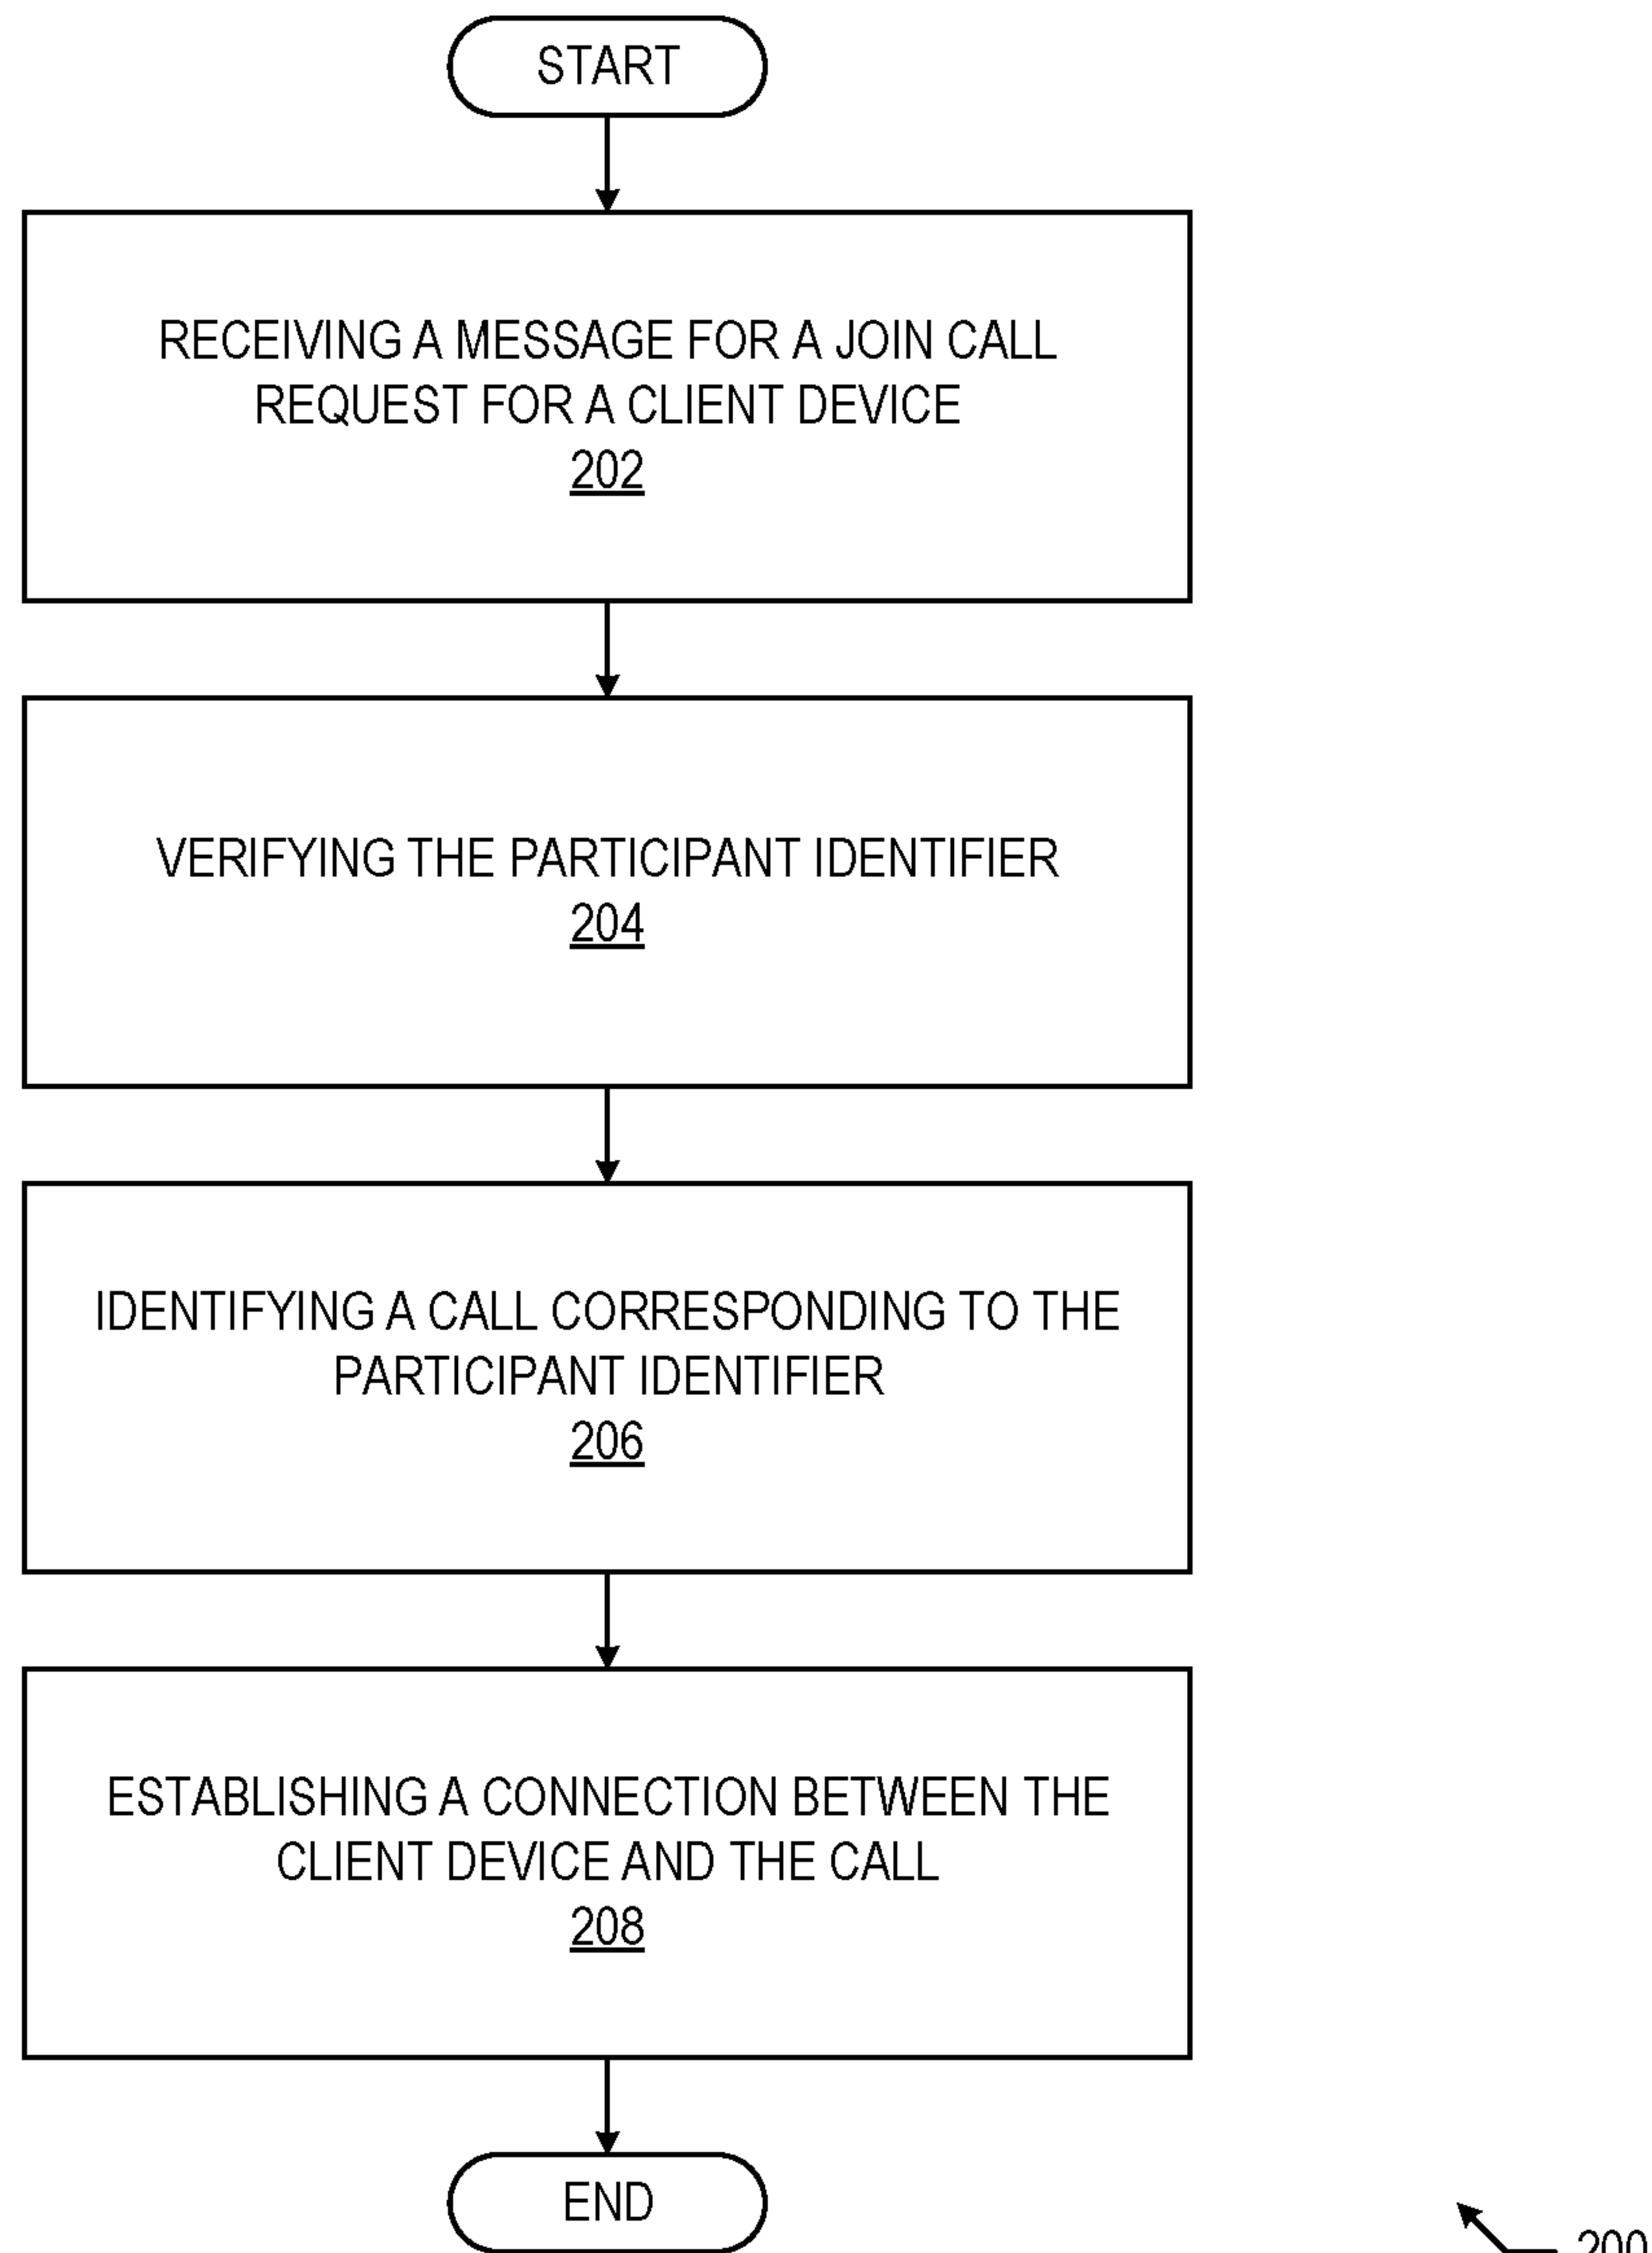 START
RECEIVING A MESSAGE FOR A JOIN CALL
REQUEST FOR A CLIENT DEVICE
202
VERIFYING THE PARTICIPANT IDENTIFIER
204
IDENTIFYING A CALL CORRESPONDING TO THE
PARTICIPANT IDENTIFIER
206
ESTABLISHING A CONNECTION BETWEEN THE
CLIENT DEVICE AND THE CALL
208
END
200